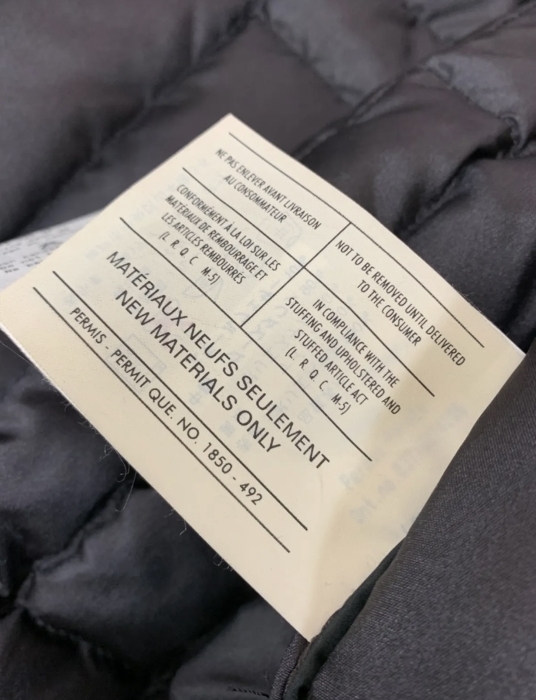 NE PAS ENLEVER AVANT LIVRAISON
AU CONSOMMATEUR
NOT TO BE REMOVED UNTIL DELIVERED
TO THE CONSUMER
CONFORMÉMENT A LA LOI SUR LES
MATÉRIAUX DE REMBOURRAGE ET
LES ARTICLES REMBOURRÉS
(L. R. Q. C. M-5)
IN COMPLIANCE WITH THE
STUFFING AND UPHOLSTERED AND
STUFFED ARTICLE ACT
(L. R. Q. C. M-5)
MATÉRIAUX NEUFS SEULEMENT
NEW MATERIALS ONLY
PERMIS - PERMIT QUE. NO. 1850 - 492